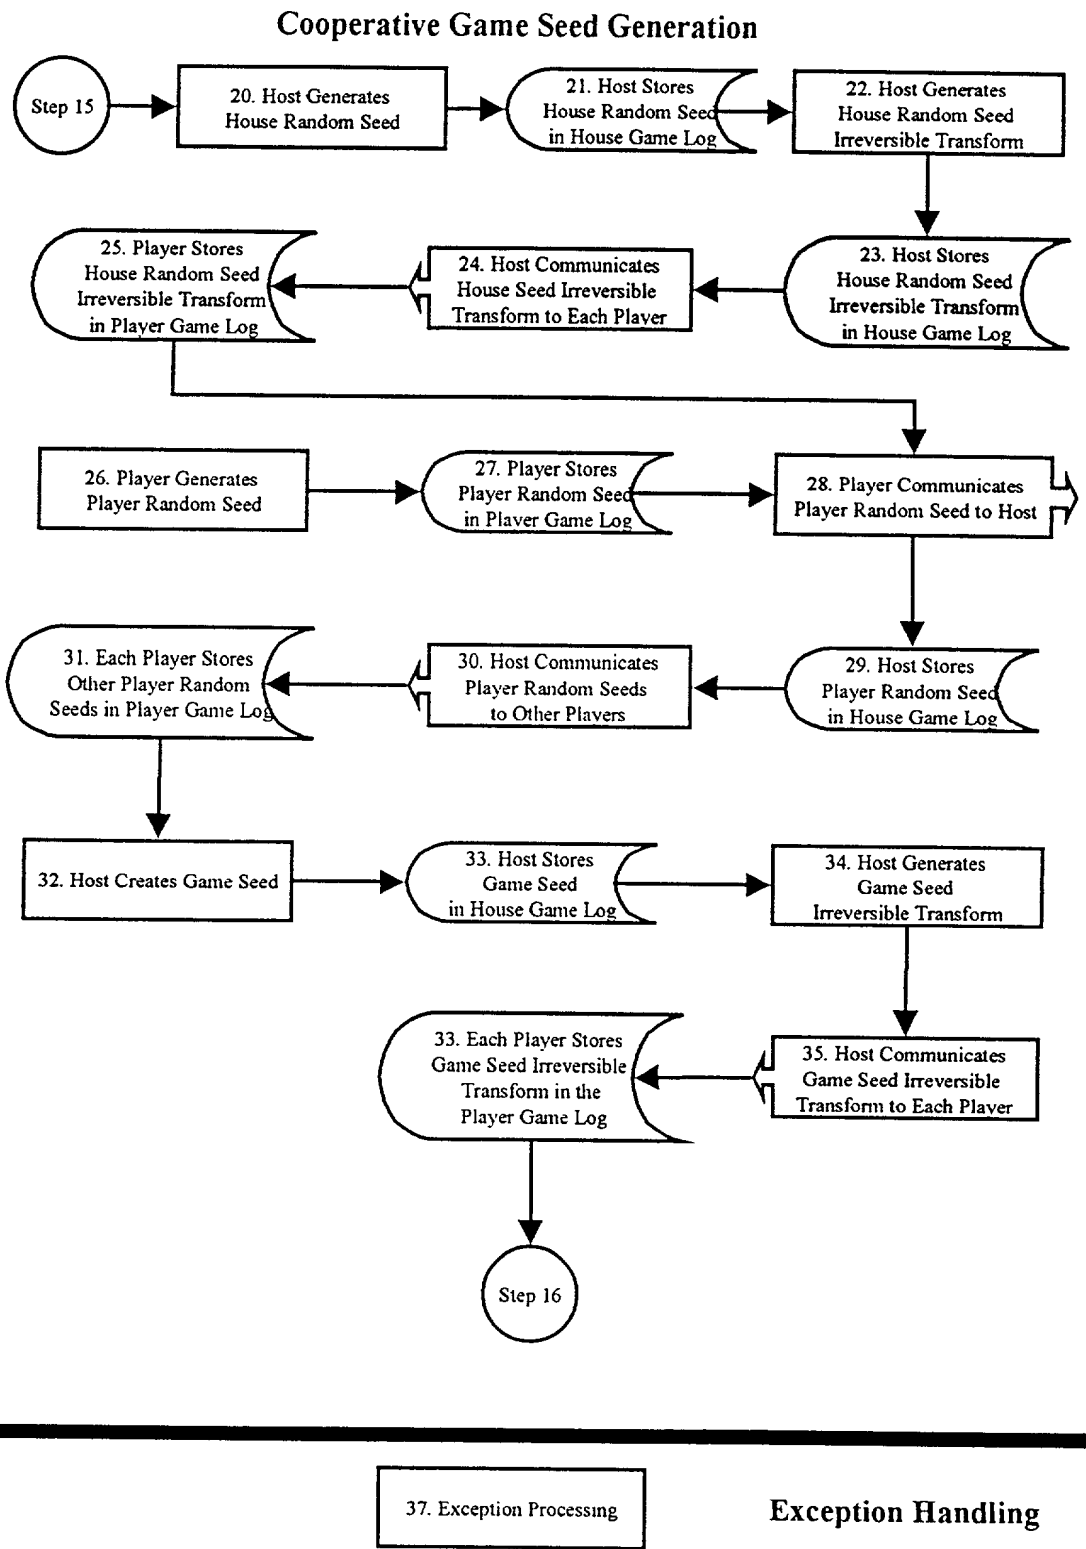 Cooperative Game Seed Generation
Step 15
20. Host Generates
House Random Seed
21. Host Stores
House Random Seed
in House Game Log
22. Host Generates
House Random Seed
Irreversible Transform
25. Player Stores
House Random Seed
Irreversible Transform
in Player Game Log
24. Host Communicates
House Seed Irreversible
Transform to Each Player
23. Host Stores
House Random Seed
Irreversible Transform
in House Game Log
26. Player Generates
Player Random Seed
27. Player Stores
Player Random Seed
in Player Game Log
28. Player Communicates
Player Random Seed to Host
31. Each Player Stores
Other Player Random
Seeds in Player Game Log
30. Host Communicates
Player Random Seeds
to Other Players
29. Host Stores
Player Random Seed
in House Game Log
32. Host Creates Game Seed
33. Host Stores
Game Seed
in House Game Log
34. Host Generates
Game Seed
Irreversible Transform
33. Each Player Stores
Game Seed Irreversible
Transform in the
Player Game Log
35. Host Communicates
Game Seed Irreversible
Transform to Each Player
Step 16
37. Exception Processing
Exception Handling